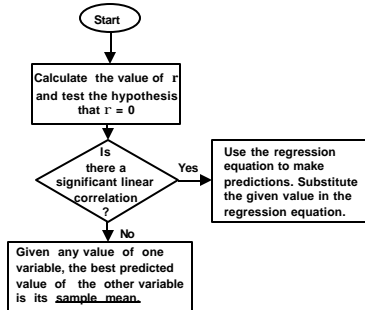 Start
Calculate the value of r
and test the hypothesis
that r = 0
Is
there a
significant linear
correlation
?
Yes
Use the regression
equation to make
predictions. Substitute
the given value in the
regression equation.
No
Given any value of one
variable, the best predicted
value of the other variable
is its sample mean.